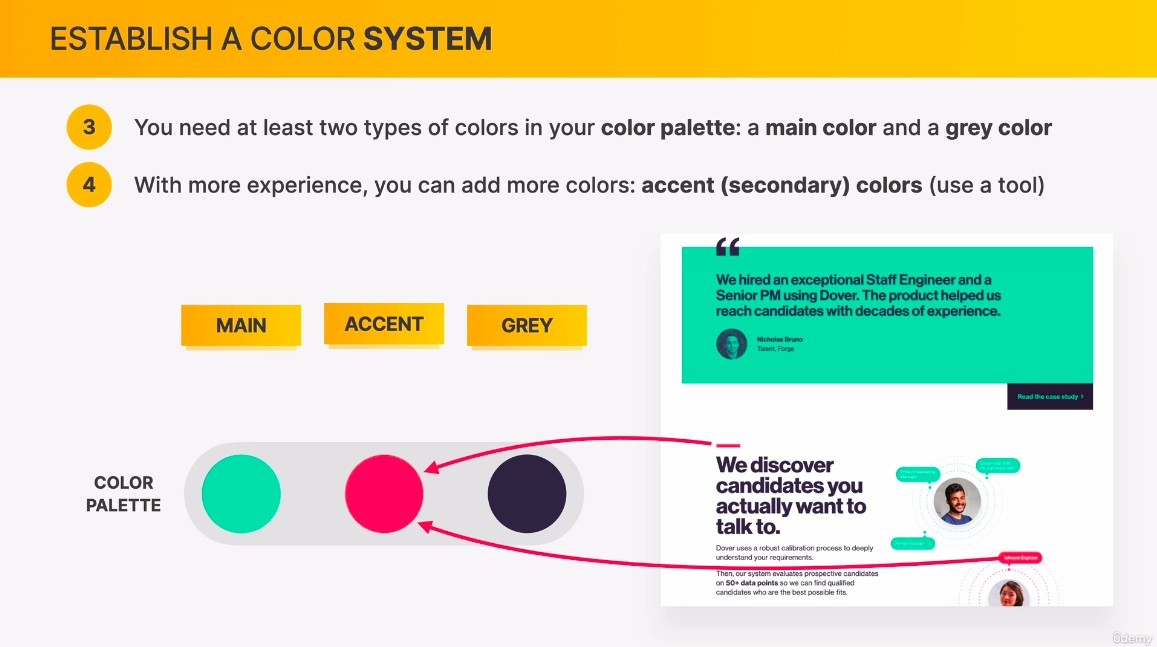 ESTABLISH A COLOR SYSTEM
3 You need at least two types of colors in your color palette: a main color and a grey color
4 With more experience, you can add more colors: accent (secondary) colors (use a tool)
MAIN
ACCENT
GREY
COLOR
PALETTE
“
We hired an exceptional Staff Engineer and a
Senior PM using Dover. The product helped us
reach candidates with decades of experience.
Nicholas Bruno
Talent, Forge
Read the case study ›
We discover
candidates you
actually want to
talk to.
Dover uses a robust calibration process to deeply
understand your requirements.
Then, our system evaluates prospective candidates
on 50+ data points so we can find qualified
candidates who are the best possible fits.
Software Engineer
ûdemy